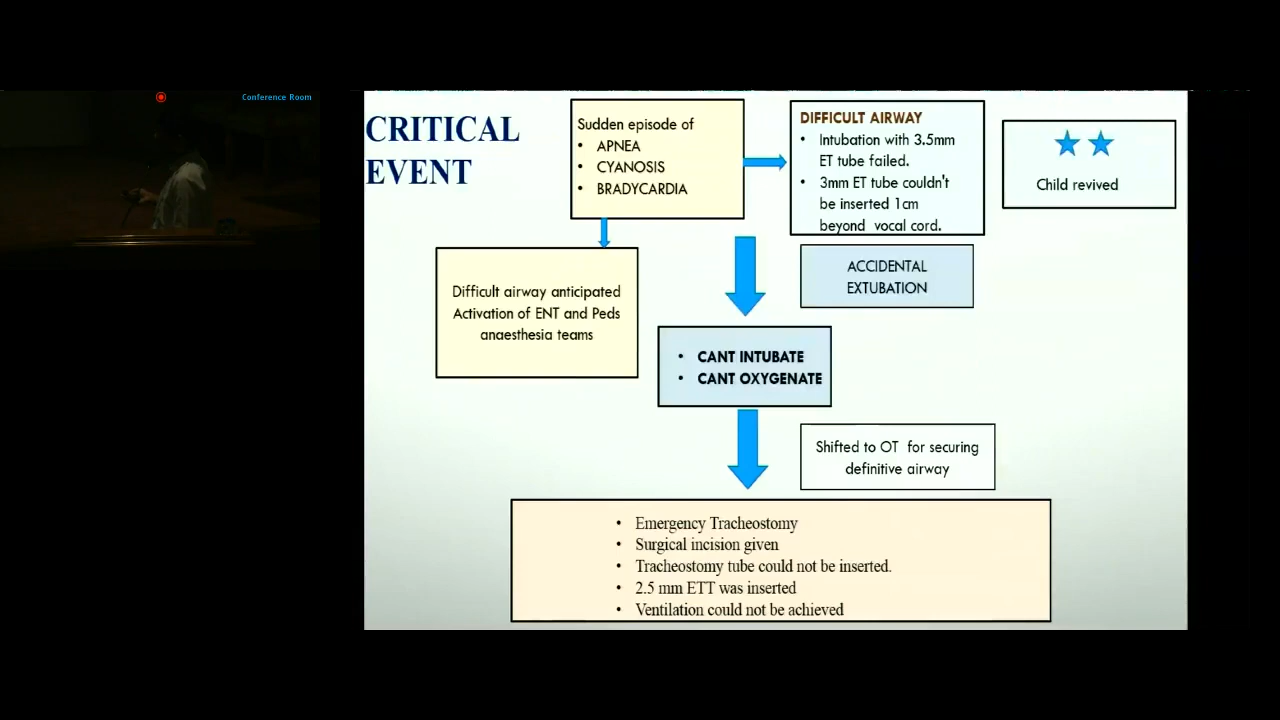 Conference Room
CRITICAL
EVENT
Sudden episode of
• APNEA
• CYANOSIS
• BRADYCARDIA
DIFFICULT AIRWAY
• Intubation with 3.5mm
ET tube failed.
• 3mm ET tube couldn't
be inserted 1cm
beyond vocal cord.
Child revived
Difficult airway anticipated
Activation of ENT and Peds
anaesthesia teams
ACCIDENTAL
EXTUBATION
• CANT INTUBATE
• CANT OXYGENATE
Shifted to OT for securing
definitive airway
• Emergency Tracheostomy
• Surgical incision given
• Tracheostomy tube could not be inserted.
• 2.5 mm ETT was inserted
• Ventilation could not be achieved